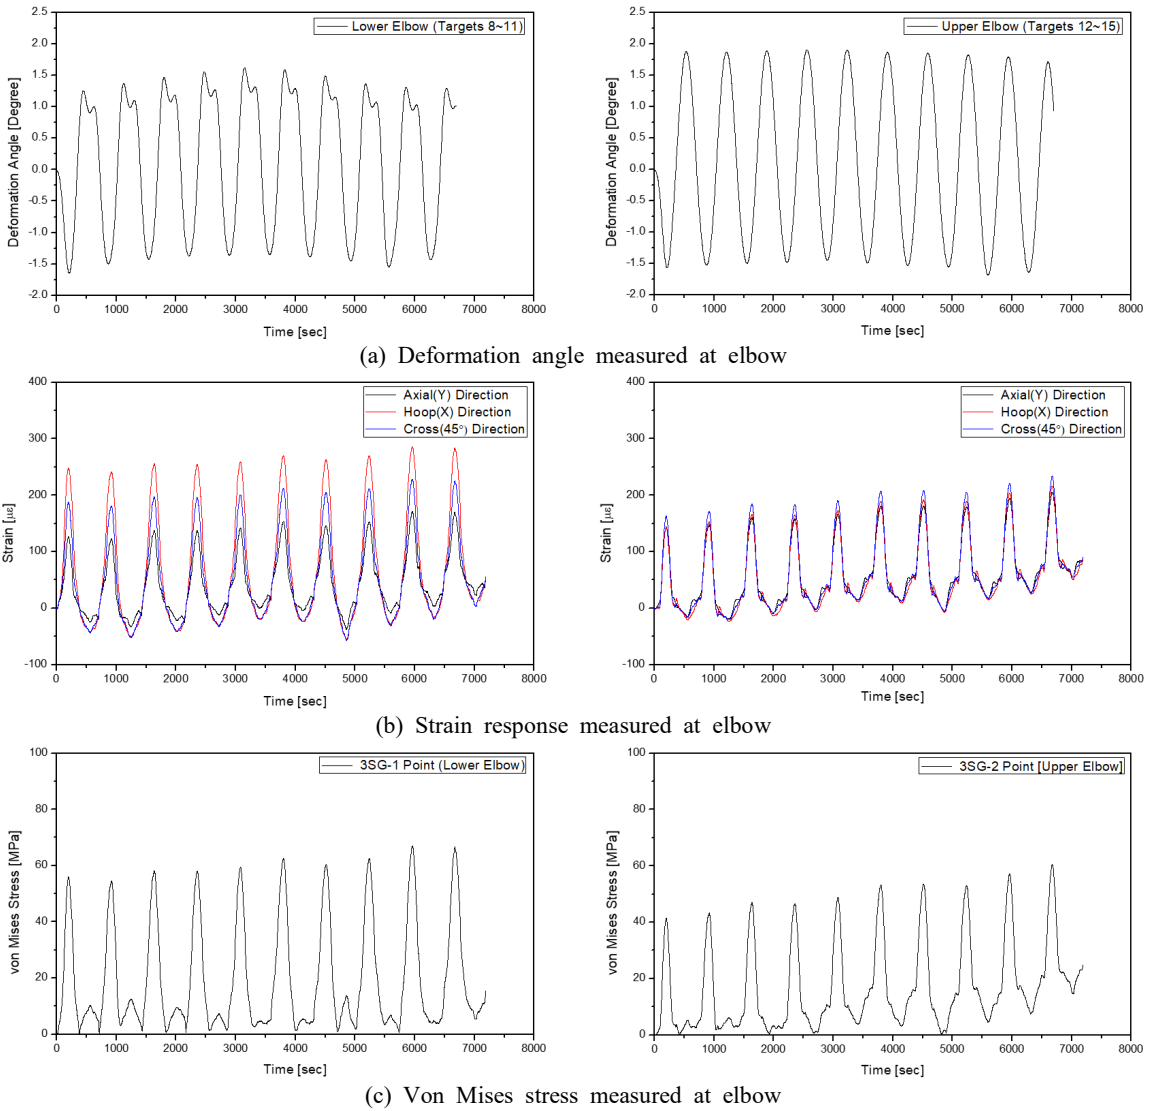 2.5
2.0
1.5
1.0
0.5
0.0
-0.5
-1.0
-1.5
-2.0
Deformation Angle [Degree]
Lower Elbow (Targets 8~11)
0 1000 2000 3000 4000 5000 6000 7000 8000
Time [sec]
2.5
2.0
1.5
1.0
0.5
0.0
-0.5
-1.0
-1.5
-2.0
Deformation Angle [Degree]
Upper Elbow (Targets 12~15)
0 1000 2000 3000 4000 5000 6000 7000 8000
Time [sec]
(a) Deformation angle measured at elbow
400
300
200
100
0
-100
Strain [με]
Axial(Y) Direction
Hoop(X) Direction
Cross(45°) Direction
0 1000 2000 3000 4000 5000 6000 7000 8000
Time [sec]
400
300
200
100
0
-100
Strain [με]
Axial(Y) Direction
Hoop(X) Direction
Cross(45°) Direction
0 1000 2000 3000 4000 5000 6000 7000 8000
Time [sec]
(b) Strain response measured at elbow
100
80
60
40
20
0
von Mises Stress [MPa]
3SG-1 Point (Lower Elbow)
0 1000 2000 3000 4000 5000 6000 7000 8000
Time [sec]
100
80
60
40
20
0
von Mises Stress [MPa]
3SG-2 Point [Upper Elbow]
0 1000 2000 3000 4000 5000 6000 7000 8000
Time [sec]
(c) Von Mises stress measured at elbow